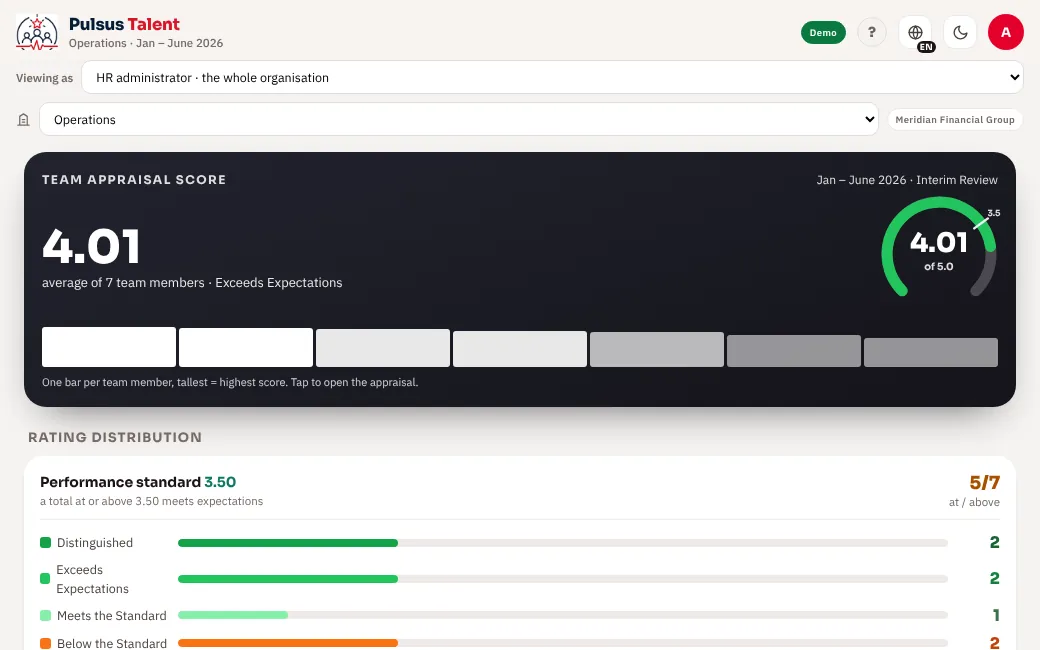 Pulsus Talent
Operations · Jan – June 2026
Demo
?
EN
A
Viewing as
HR administrator · the whole organisation
Operations
Meridian Financial Group
TEAM APPRAISAL SCORE
Jan – June 2026 · Interim Review
4.01
average of 7 team members · Exceeds Expectations
3.5
4.01
of 5.0
One bar per team member, tallest = highest score. Tap to open the appraisal.
RATING DISTRIBUTION
Performance standard 3.50
5/7
a total at or above 3.50 meets expectations
at / above
Distinguished
2
Exceeds
Expectations
2
Meets the Standard
1
Below the Standard
2